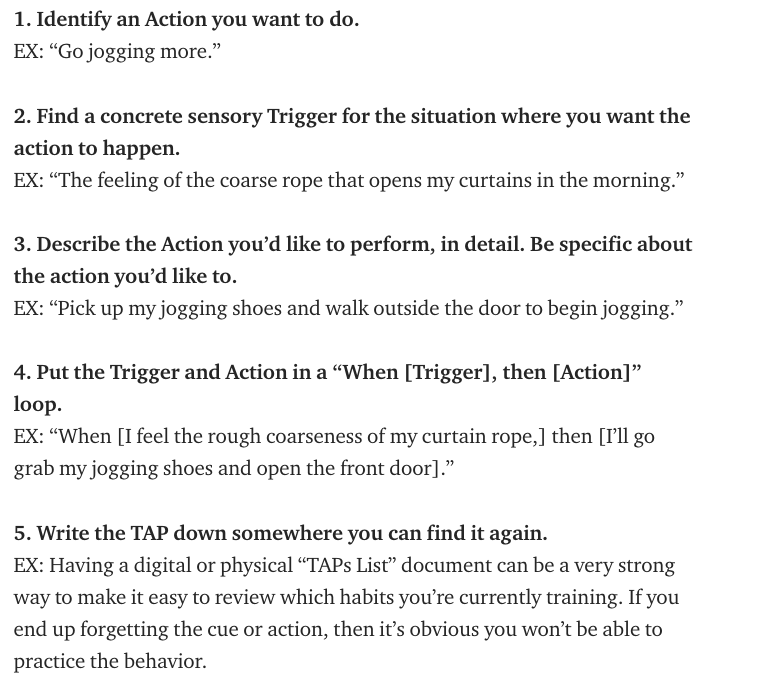 1. Identify an Action you want to do.
EX: “Go jogging more.”
2. Find a concrete sensory Trigger for the situation where you want the
action to happen.
EX: “The feeling of the coarse rope that opens my curtains in the morning.”
3. Describe the Action you’d like to perform, in detail. Be specific about
the action you’d like to.
EX: “Pick up my jogging shoes and walk outside the door to begin jogging.”
4. Put the Trigger and Action in a “When [Trigger], then [Action]”
loop.
EX: “When [I feel the rough coarseness of my curtain rope,] then [I’ll go
grab my jogging shoes and open the front door].”
5. Write the TAP down somewhere you can find it again.
EX: Having a digital or physical “TAPs List” document can be a very strong
way to make it easy to review which habits you’re currently training. If you
end up forgetting the cue or action, then it’s obvious you won’t be able to
practice the behavior.